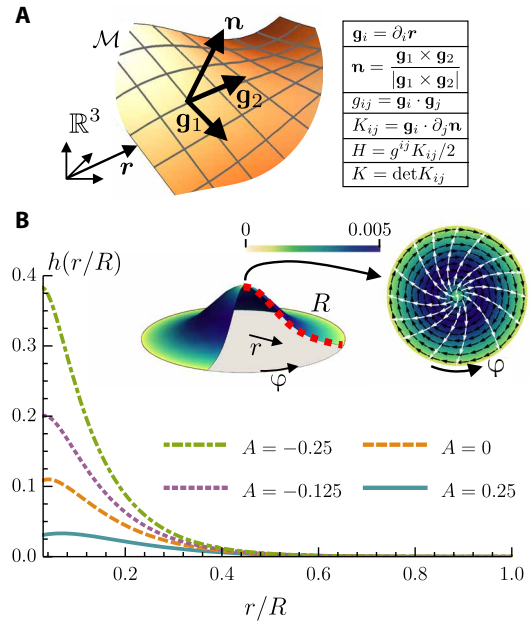 A
n
M
g₁
g₂
ℝ³
r
gᵢ = ∂ᵢr
n = g₁ × g₂ / |g₁ × g₂|
gᵢⱼ = gᵢ · gⱼ
Kᵢⱼ = gᵢ · ∂ⱼn
H = gⁱʲKᵢⱼ/2
K = detKᵢⱼ
B
h(r/R)
0 0.005
R
r
φ
φ
0.4
0.3
0.2
0.1
0.0
A = −0.25
A = 0
A = −0.125
A = 0.25
0.2 0.4 0.6 0.8 1.0
r/R